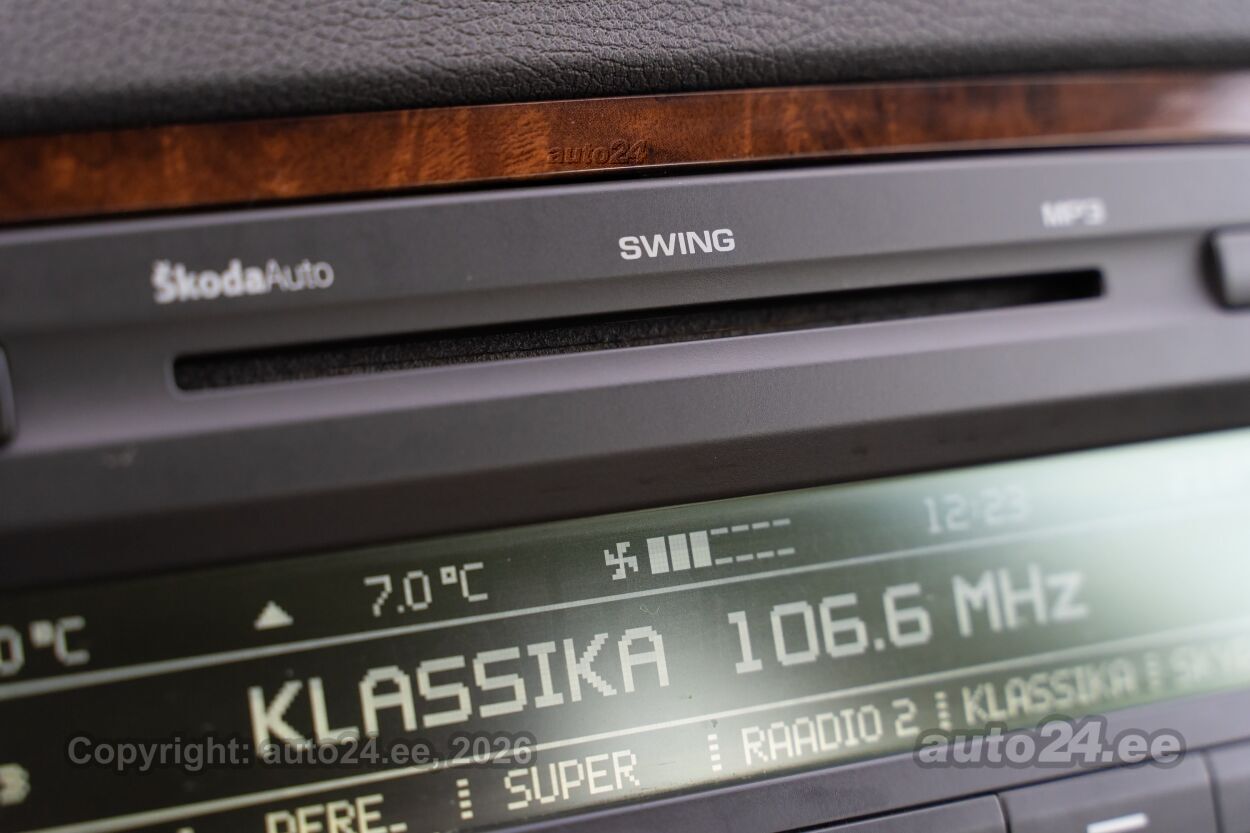 auto24
ŠkodaAuto SWING MP3
0°C 7.0°C 12:23
KLASSIKA 106.6 MHz
PERE_ SUPER RAADIO 2 KLASSIKA
Copyright: auto24.ee, 2026
auto24.ee